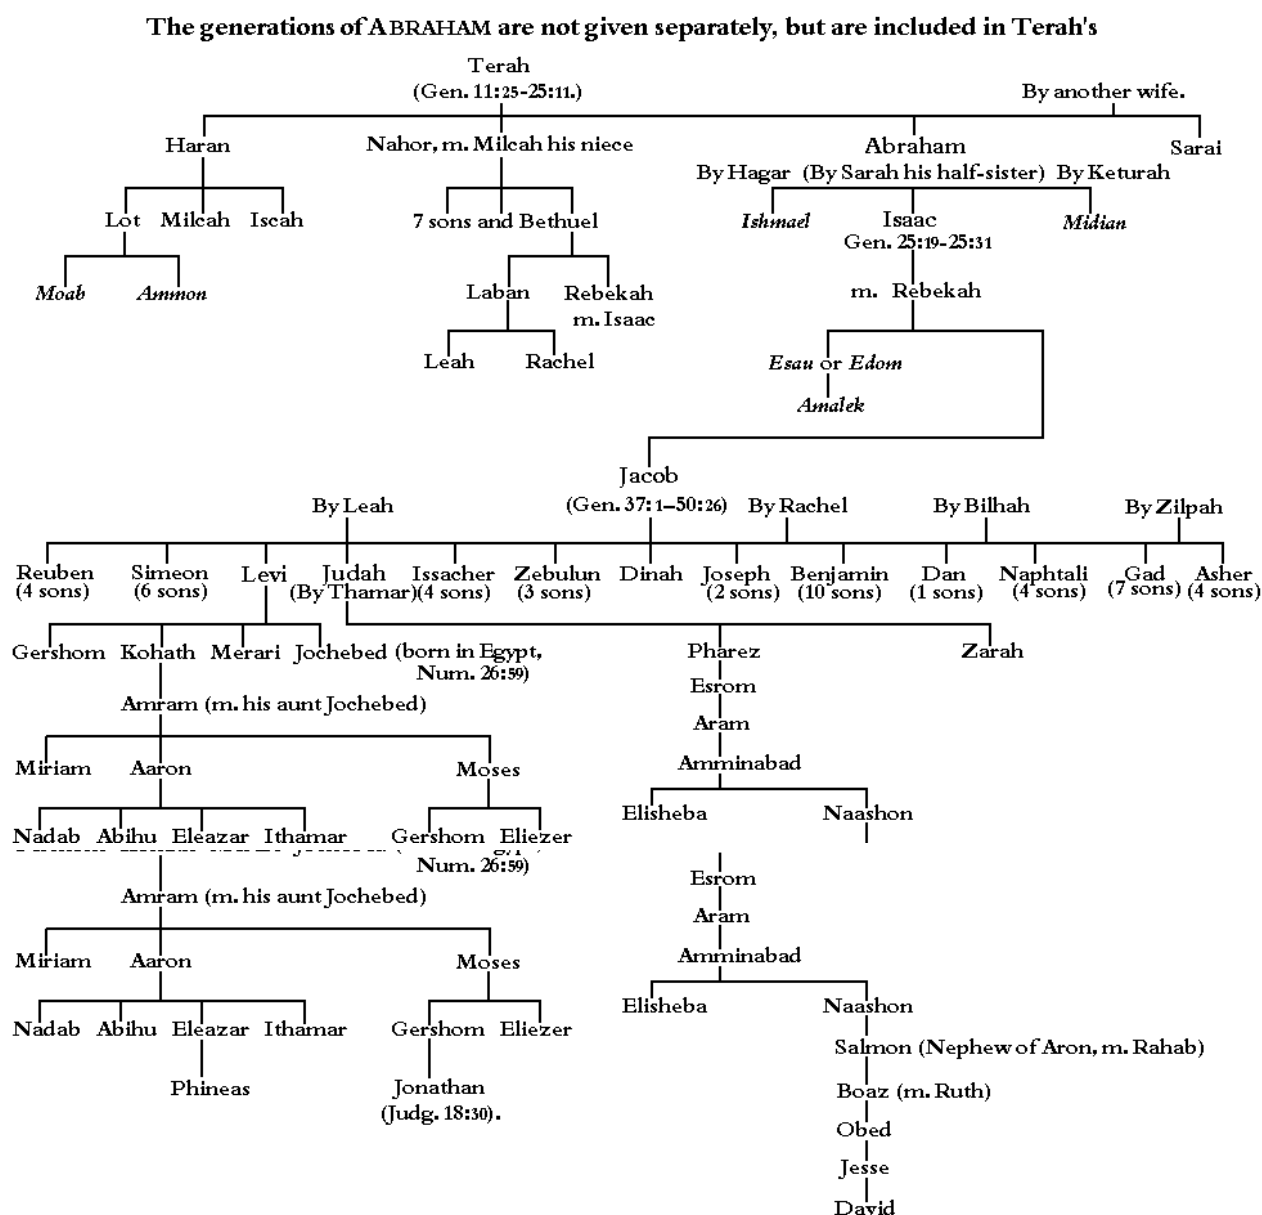 The generations of ABRAHAM are not given separately, but are included in Terah's
Terah
(Gen. 11:25-25:11.) By another wife.
Haran Nahor, m. Milcah his niece Abraham Sarai
By Hagar (By Sarah his half-sister) By Keturah
Lot Milcah Iscah 7 sons and Bethuel Ishmael Isaac Midian
Gen. 25:19-25:31
Moab Ammon Laban Rebekah m. Rebekah
m. Isaac
Leah Rachel Esau or Edom
Amalek
Jacob
By Leah (Gen. 37:1–50:26) By Rachel By Bilhah By Zilpah
Reuben Simeon Levi Judah Issacher Zebulun Dinah Joseph Benjamin Dan Naphtali Gad Asher
(4 sons) (6 sons) (By Thamar) (4 sons) (3 sons) (2 sons) (10 sons) (1 sons) (4 sons) (7 sons) (4 sons)
Gershom Kohath Merari Jochebed (born in Egypt, Pharez Zarah
Num. 26:59)
Esrom
Amram (m. his aunt Jochebed)
Aram
Miriam Aaron Moses Amminabad
Elisheba Naashon
Nadab Abihu Eleazar Ithamar Gershom Eliezer
Num. 26:59)
Esrom
Amram (m. his aunt Jochebed)
Aram
Miriam Aaron Moses Amminabad
Elisheba Naashon
Nadab Abihu Eleazar Ithamar Gershom Eliezer
Salmon (Nephew of Aron, m. Rahab)
Phineas Jonathan Boaz (m. Ruth)
(Judg. 18:30).
Obed
Jesse
David